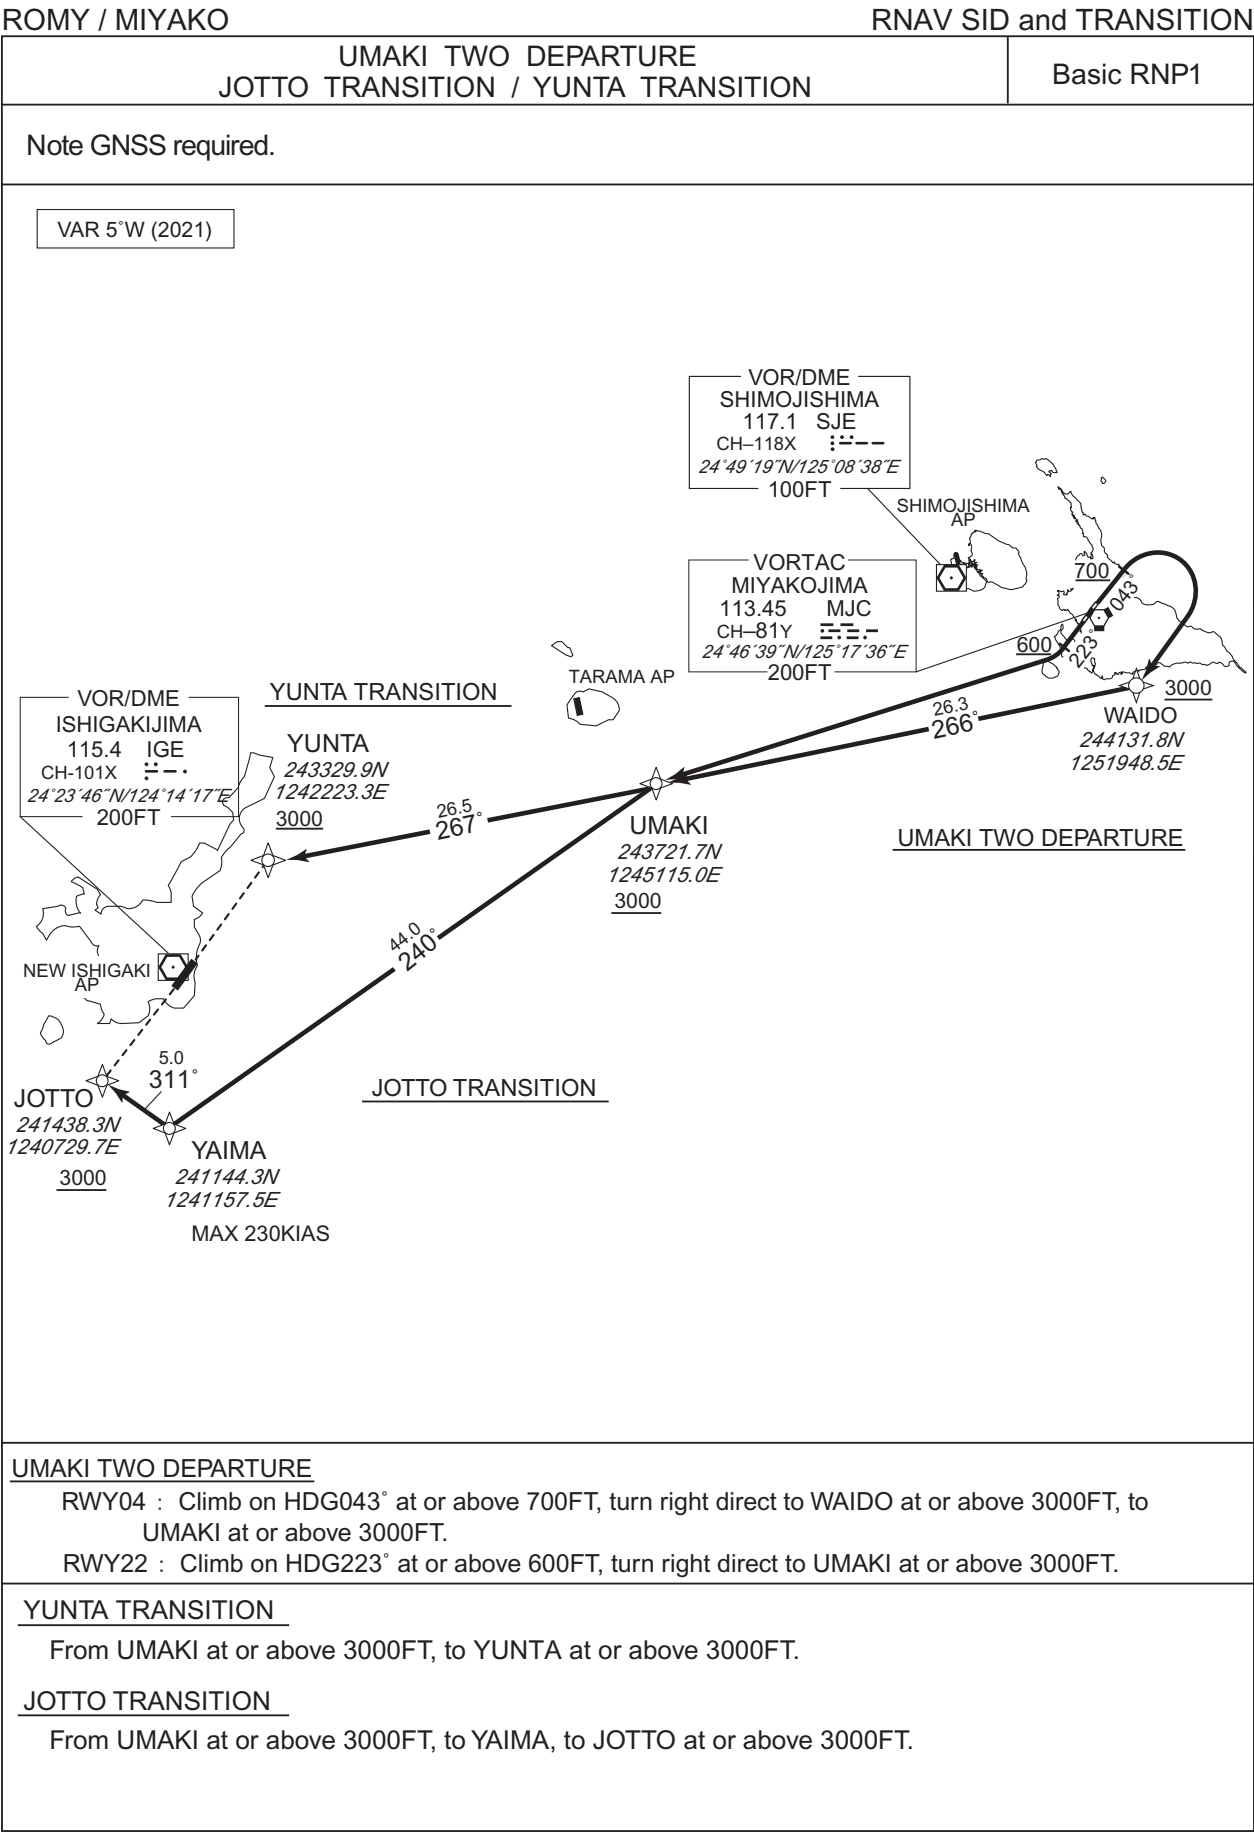 ROMY / MIYAKO
RNAV SID and TRANSITION
UMAKI TWO DEPARTURE
JOTTO TRANSITION / YUNTA TRANSITION
Basic RNP1
Note GNSS required.
VAR 5˚W (2021)
VOR/DME
SHIMOJISHIMA
117.1 SJE
CH–118X
24˚49´19˝N/125˚08´38˝E
100FT
SHIMOJISHIMA
AP
VORTAC
MIYAKOJIMA
113.45 MJC
CH–81Y
24˚46´39˝N/125˚17´36˝E
200FT
700
043˚
600
223˚
3000
WAIDO
244131.8N
1251948.5E
26.3
266˚
TARAMA AP
YUNTA TRANSITION
VOR/DME
ISHIGAKIJIMA
115.4 IGE
CH-101X
24˚23´46˝N/124˚14´17˝E
200FT
YUNTA
243329.9N
1242223.3E
3000
26.5
267˚
UMAKI
243721.7N
1245115.0E
3000
UMAKI TWO DEPARTURE
44.0
240˚
NEW ISHIGAKI
AP
5.0
311˚
JOTTO TRANSITION
JOTTO
241438.3N
1240729.7E
3000
YAIMA
241144.3N
1241157.5E
MAX 230KIAS
UMAKI TWO DEPARTURE
RWY04 : Climb on HDG043˚ at or above 700FT, turn right direct to WAIDO at or above 3000FT, to
UMAKI at or above 3000FT.
RWY22 : Climb on HDG223˚ at or above 600FT, turn right direct to UMAKI at or above 3000FT.
YUNTA TRANSITION
From UMAKI at or above 3000FT, to YUNTA at or above 3000FT.
JOTTO TRANSITION
From UMAKI at or above 3000FT, to YAIMA, to JOTTO at or above 3000FT.